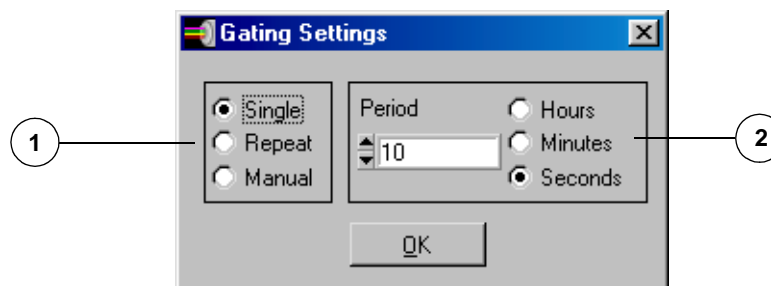 Gating Settings
1
Single
Repeat
Manual
Period
10
Hours
Minutes
Seconds
2
OK